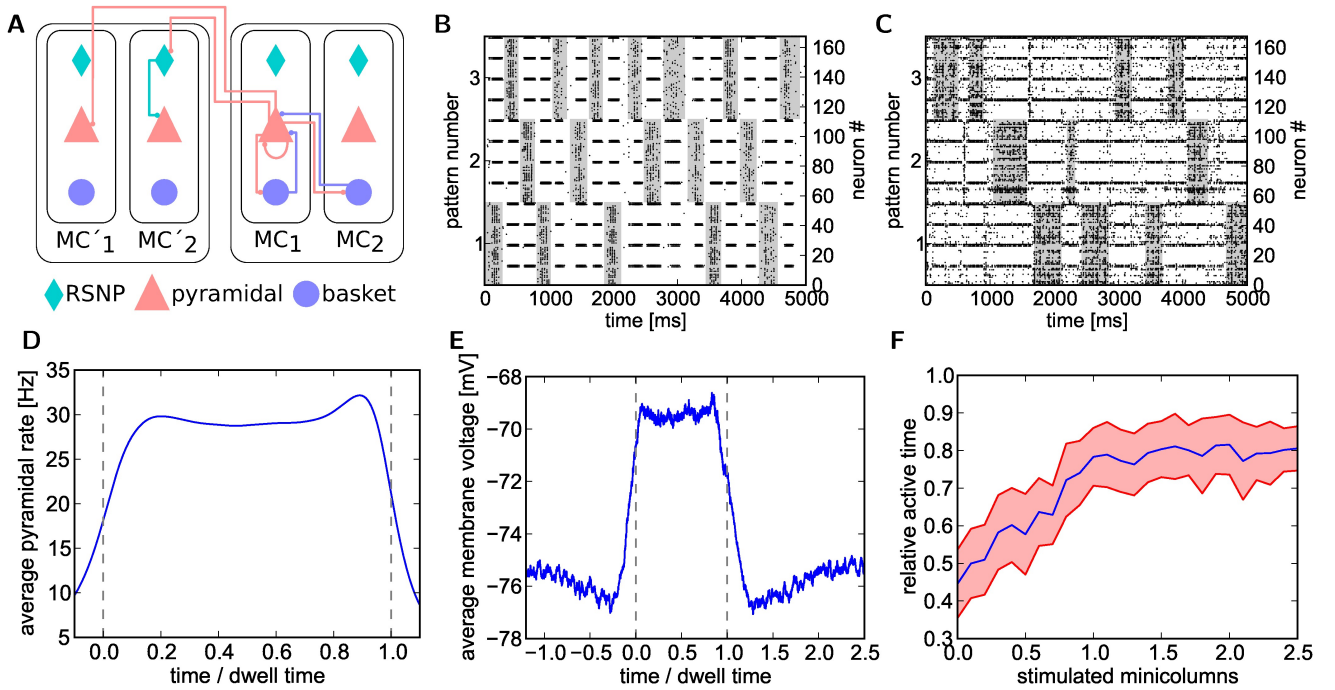 A
MC´1 MC´2 MC1 MC2
RSNP pyramidal basket
B
pattern number
3
2
1
160
140
120
100
80
60
40
20
0
neuron #
0 1000 2000 3000 4000 5000
time [ms]
C
pattern number
3
2
1
160
140
120
100
80
60
40
20
0
neuron #
0 1000 2000 3000 4000 5000
time [ms]
D
average pyramidal rate [Hz]
35
30
25
20
15
10
5
0.0 0.2 0.4 0.6 0.8 1.0
time / dwell time
E
average membrane voltage [mV]
−68
−70
−72
−74
−76
−78
−1.0 −0.5 0.0 0.5 1.0 1.5 2.0 2.5
time / dwell time
F
relative active time
1.0
0.9
0.8
0.7
0.6
0.5
0.4
0.3
0.0 0.5 1.0 1.5 2.0 2.5
stimulated minicolumns